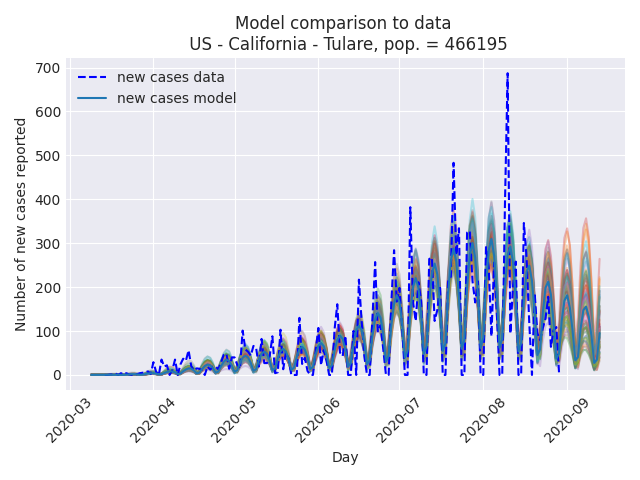 Model comparison to data
US - California - Tulare, pop. = 466195
new cases data
new cases model
Number of new cases reported
700
600
500
400
300
200
100
0
2020-03
2020-04
2020-05
2020-06
2020-07
2020-08
2020-09
Day